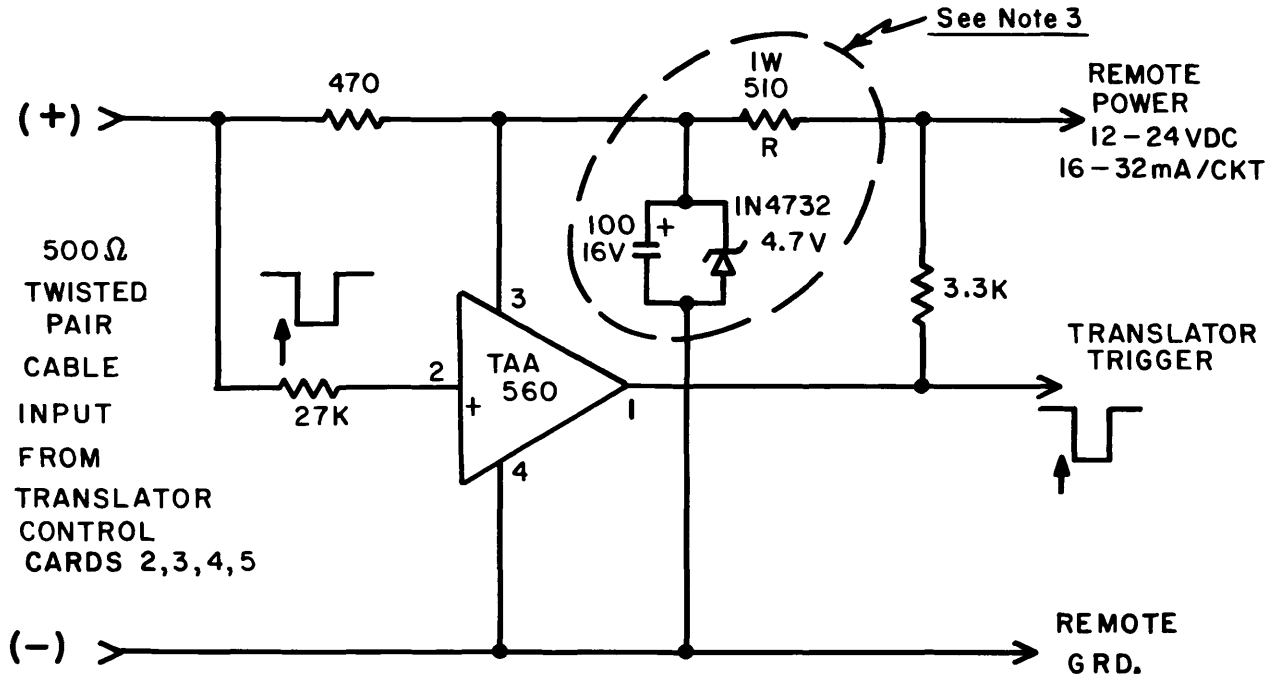 See Note 3
1W
510
R
470
(+)
REMOTE
POWER
12-24VDC
16-32mA/CKT
100
16V
+
1N4732
4.7V
3.3K
500Ω
TWISTED
PAIR
CABLE
INPUT
FROM
TRANSLATOR
CONTROL
CARDS 2,3,4,5
27K
2
3
TAA
560
+
1
4
TRANSLATOR
TRIGGER
(-)
REMOTE
GRD.